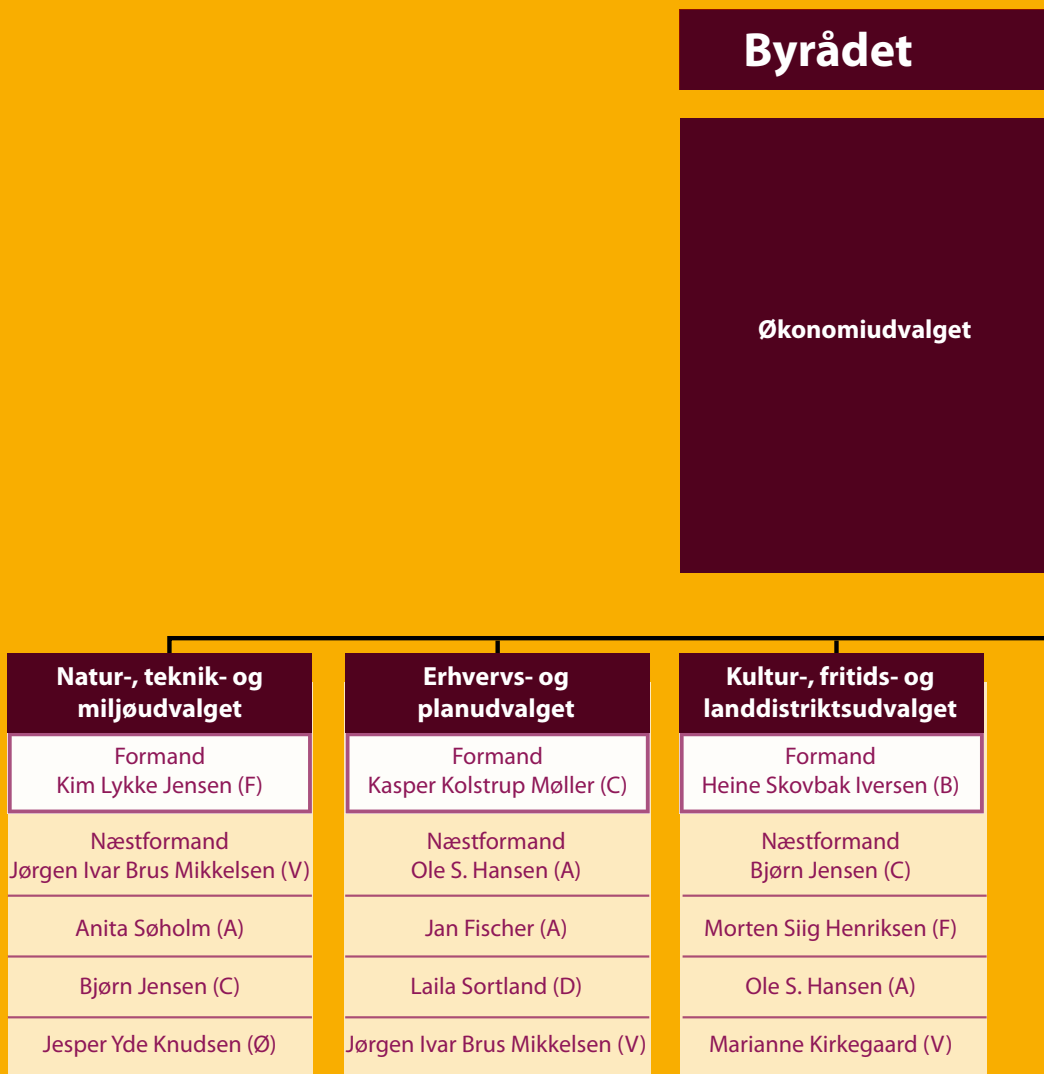 Byrådet
Økonomiudvalget
Natur-, teknik- og
miljøudvalget
Formand
Kim Lykke Jensen (F)
Næstformand
Jørgen Ivar Brus Mikkelsen (V)
Anita Søholm (A)
Bjørn Jensen (C)
Jesper Yde Knudsen (Ø)
Erhvervs- og
planudvalget
Formand
Kasper Kolstrup Møller (C)
Næstformand
Ole S. Hansen (A)
Jan Fischer (A)
Laila Sortland (D)
Jørgen Ivar Brus Mikkelsen (V)
Kultur-, fritids- og
landdistriktsudvalget
Formand
Heine Skovbak Iversen (B)
Næstformand
Bjørn Jensen (C)
Morten Siig Henriksen (F)
Ole S. Hansen (A)
Marianne Kirkegaard (V)